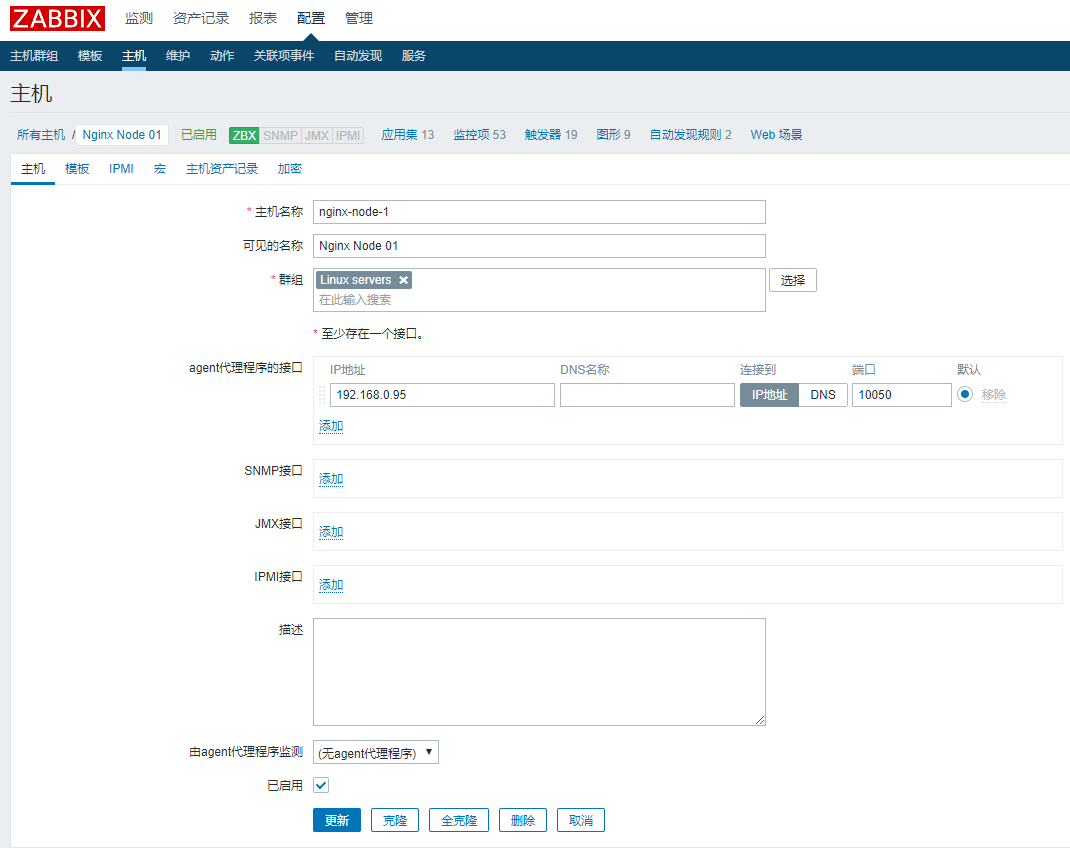 ZABBIX 监测 资产记录 报表 配置 管理
主机群组 模板 主机 维护 动作 关联项事件 自动发现 服务
主机
所有主机 / Nginx Node 01 已启用 ZBX SNMP JMX IPMI 应用集 13 监控项 53 触发器 19 图形 9 自动发现规则 2 Web 场景
主机 模板 IPMI 宏 主机资产记录 加密
* 主机名称 nginx-node-1
可见的名称 Nginx Node 01
* 群组 Linux servers ✖ 选择
在此输入搜索
* 至少存在一个接口。
agent代理程序的接口 IP地址 DNS名称 连接到 端口 默认
192.168.0.95 IP地址 DNS 10050 移除
添加
SNMP接口 添加
JMX接口 添加
IPMI接口 添加
描述
由agent代理程序监测 (无agent代理程序)
已启用
更新 克隆 全克隆 删除 取消